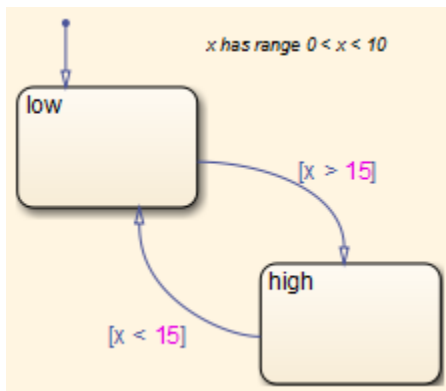 x has range 0 < x < 10
low
[x > 15]
high
[x < 15]